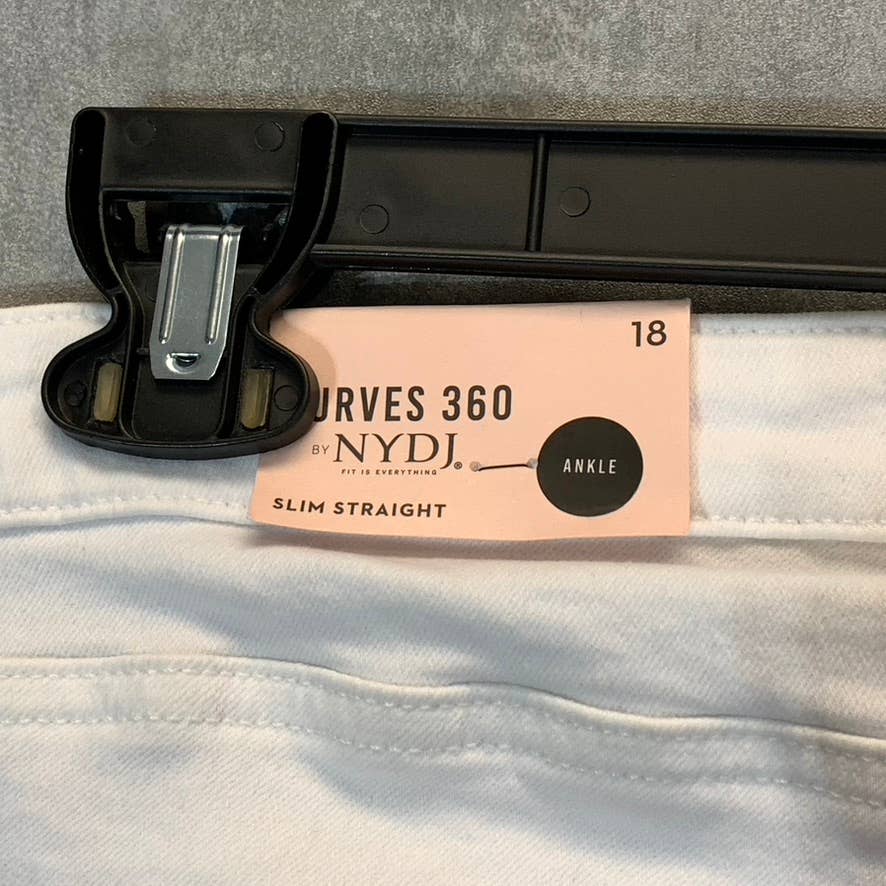 18
URVES 360
BY NYDJ®
FIT IS EVERYTHING
ANKLE
SLIM STRAIGHT